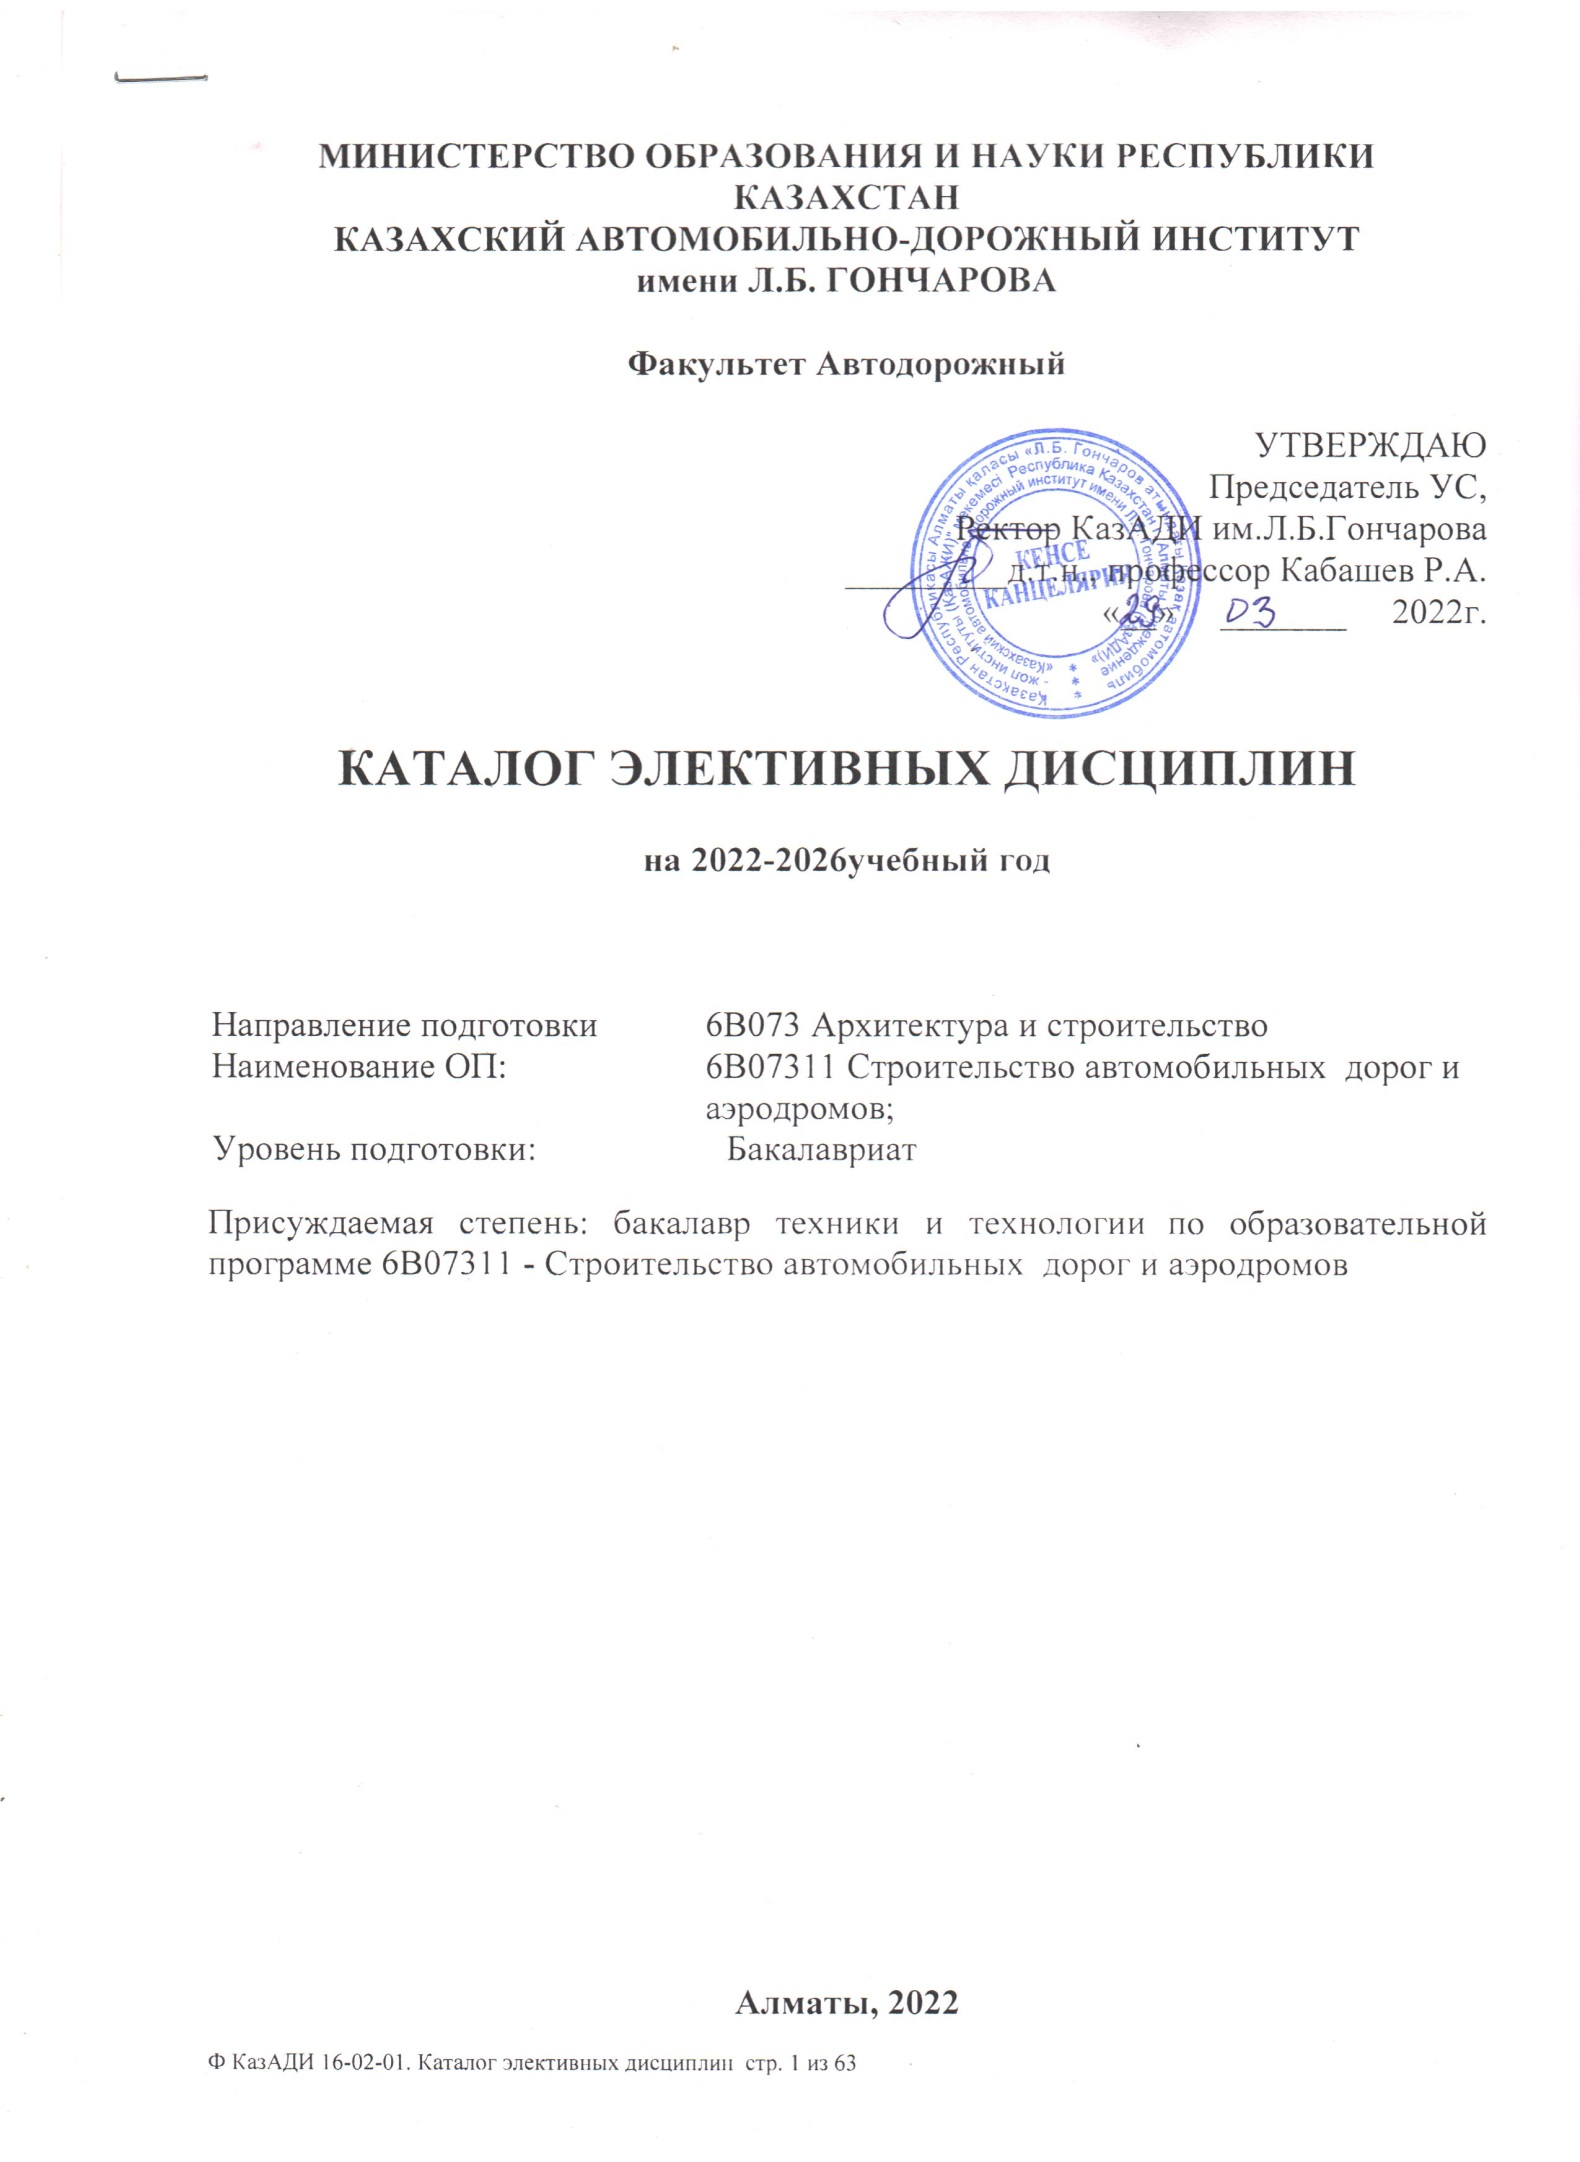 МИНИСТЕРСТВО ОБРАЗОВАНИЯ И НАУКИ РЕСПУБЛИКИ
КАЗАХСТАН
КАЗАХСКИЙ АВТОМОБИЛЬНО-ДОРОЖНЫЙ ИНСТИТУТ
имени Л.Б. ГОНЧАРОВА
Факультет Автодорожный
УТВЕРЖДАЮ
Председатель УС,
Ректор КазАДИ им.Л.Б.Гончарова
_________д.т.н., профессор Кабашев Р.А.
«29» 03 2022г.
КЕҢСЕ
КАНЦЕЛЯРИЯ
КАТАЛОГ ЭЛЕКТИВНЫХ ДИСЦИПЛИН
на 2022-2026учебный год
Направление подготовки 6В073 Архитектура и строительство
Наименование ОП: 6В07311 Строительство автомобильных дорог и
аэродромов;
Уровень подготовки: Бакалавриат
Присуждаемая степень: бакалавр техники и технологии по образовательной
программе 6В07311 - Строительство автомобильных дорог и аэродромов
Алматы, 2022
Ф КазАДИ 16-02-01. Каталог элективных дисциплин стр. 1 из 63